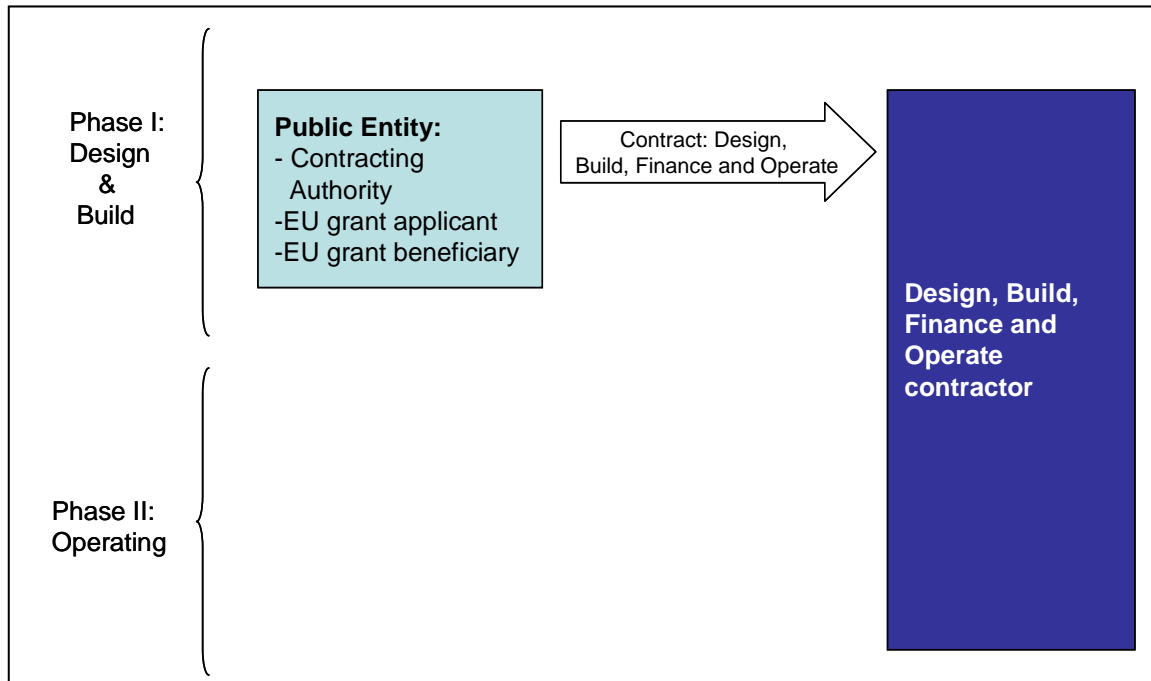 Phase I:
Design
&
Build
Public Entity:
- Contracting
Authority
-EU grant applicant
-EU grant beneficiary
Contract: Design,
Build, Finance and Operate
Design, Build,
Finance and
Operate
contractor
Phase II:
Operating